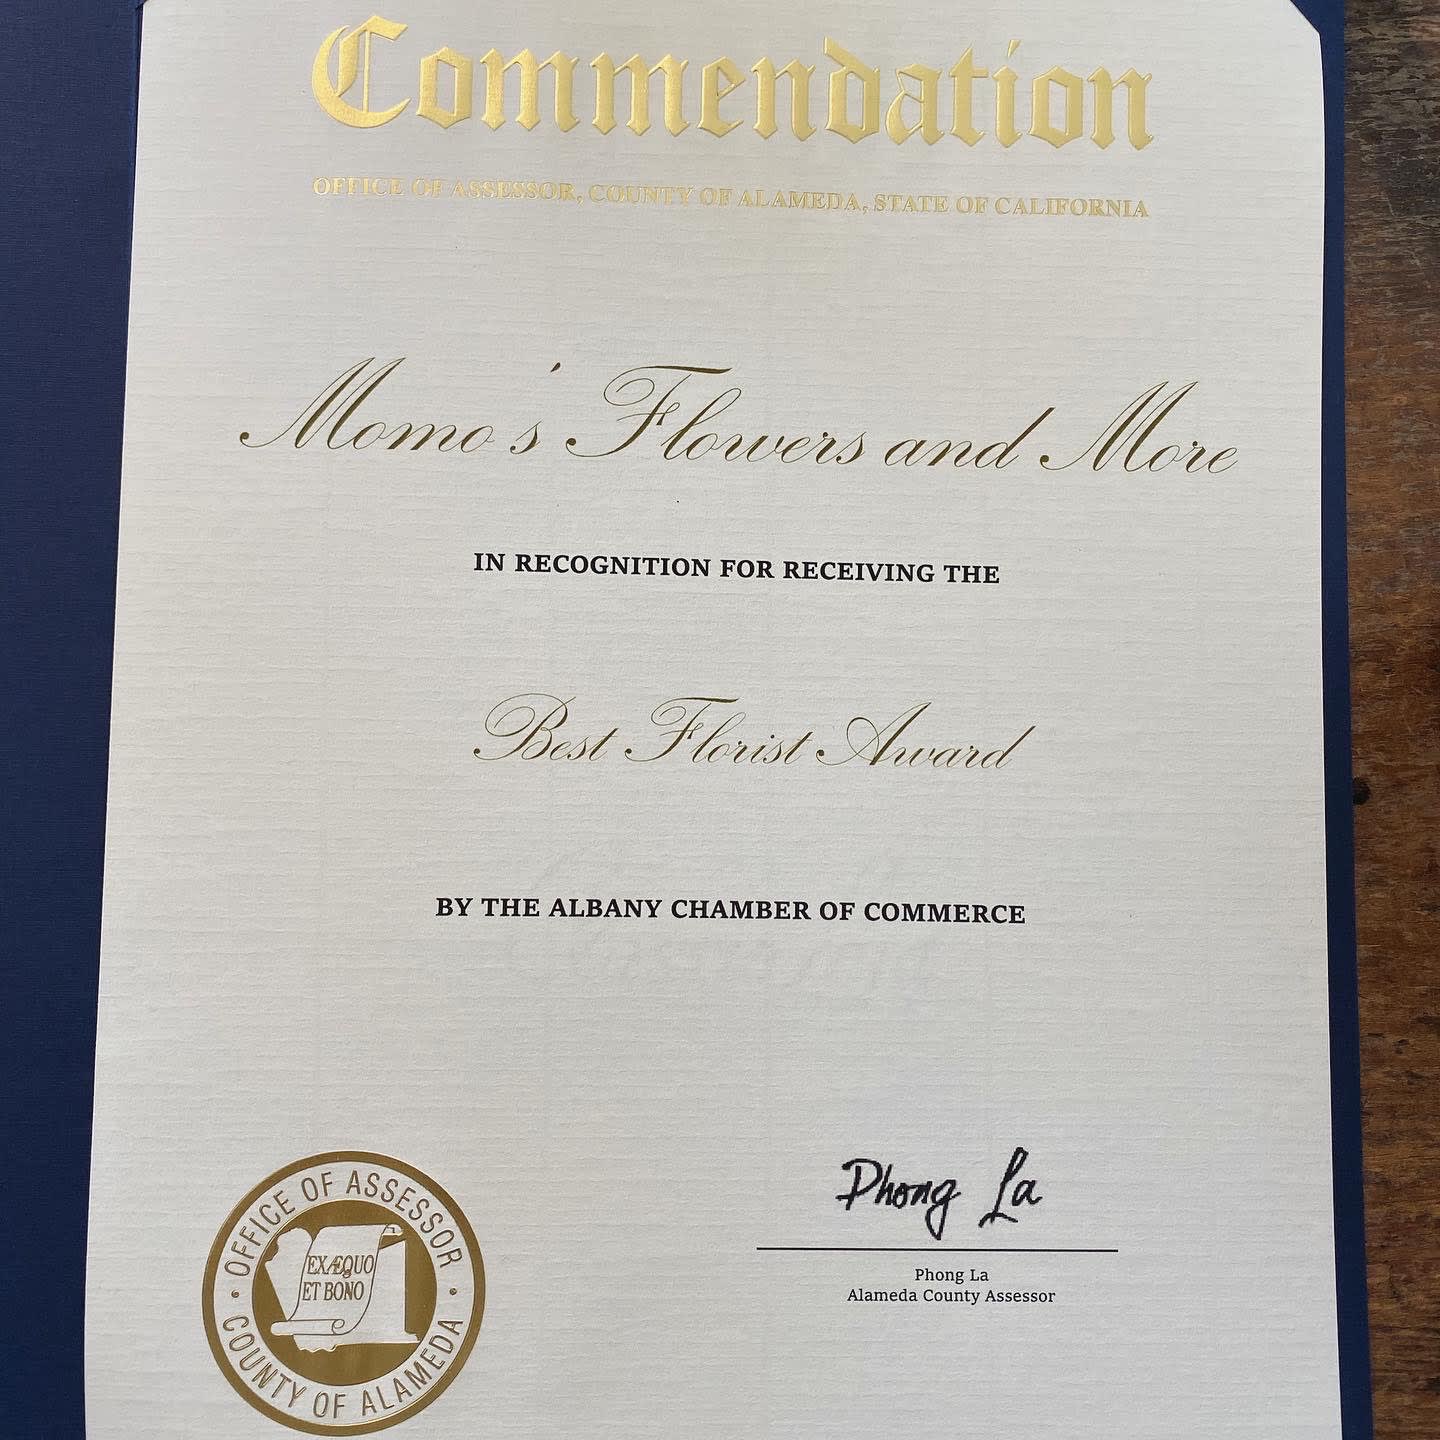 Commendation
OFFICE OF ASSESSOR, COUNTY OF ALAMEDA, STATE OF CALIFORNIA
Momo's Flowers and More
IN RECOGNITION FOR RECEIVING THE
Best Florist Award
BY THE ALBANY CHAMBER OF COMMERCE
Phong La
Phong La
Alameda County Assessor
OFFICE OF ASSESSOR
EXÆQUO
ET BONO
COUNTY OF ALAMEDA